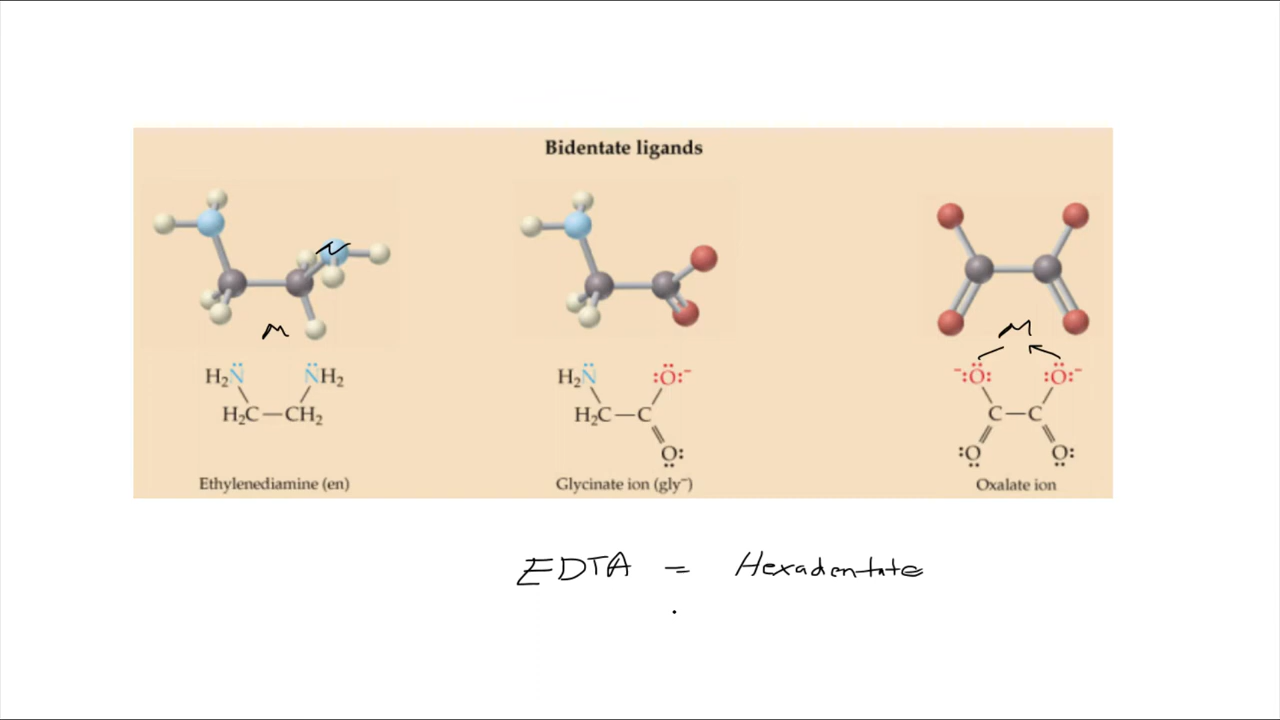 Bidentate ligands
N
M
M
H₂N̈ N̈H₂
H₂C—CH₂
Ethylenediamine (en)
H₂N̈ :Ö:⁻
H₂C—C
O:
Glycinate ion (gly⁻)
⁻:Ö: :Ö:⁻
C—C
:O O:
Oxalate ion
EDTA = Hexadentate